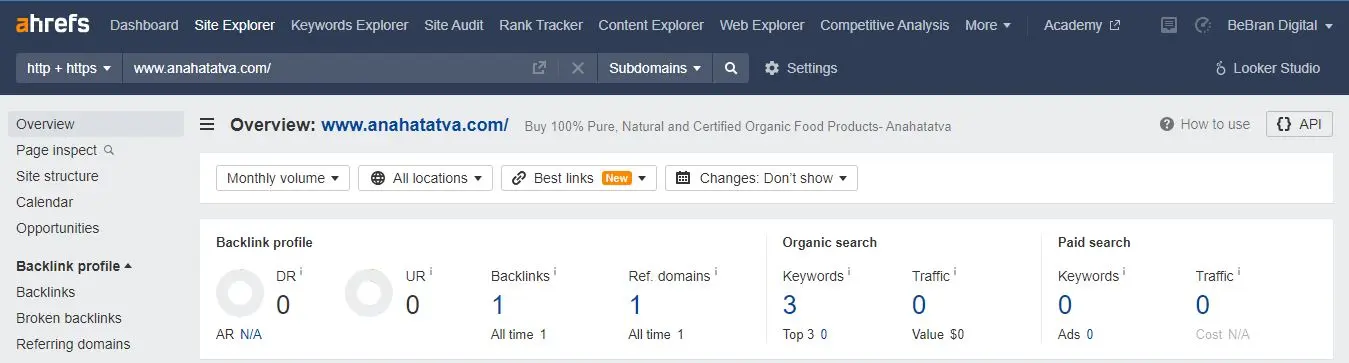 ahrefs Dashboard Site Explorer Keywords Explorer Site Audit Rank Tracker Content Explorer Web Explorer Competitive Analysis More Academy BeBran Digital
http + https www.anahatatva.com/ Subdomains Settings Looker Studio
Overview
Page inspect
Site structure
Calendar
Opportunities
Backlink profile
Backlinks
Broken backlinks
Referring domains
Overview: www.anahatatva.com/ Buy 100% Pure, Natural and Certified Organic Food Products- Anahatatva ? How to use {} API
Monthly volume All locations Best links New Changes: Don't show
Backlink profile Organic search Paid search
DR i UR i Backlinks i Ref. domains i Keywords i Traffic i Keywords i Traffic i
0 0 1 1 3 0 0 0
AR N/A All time 1 All time 1 Top 3 0 Value $0 Ads 0 Cost N/A